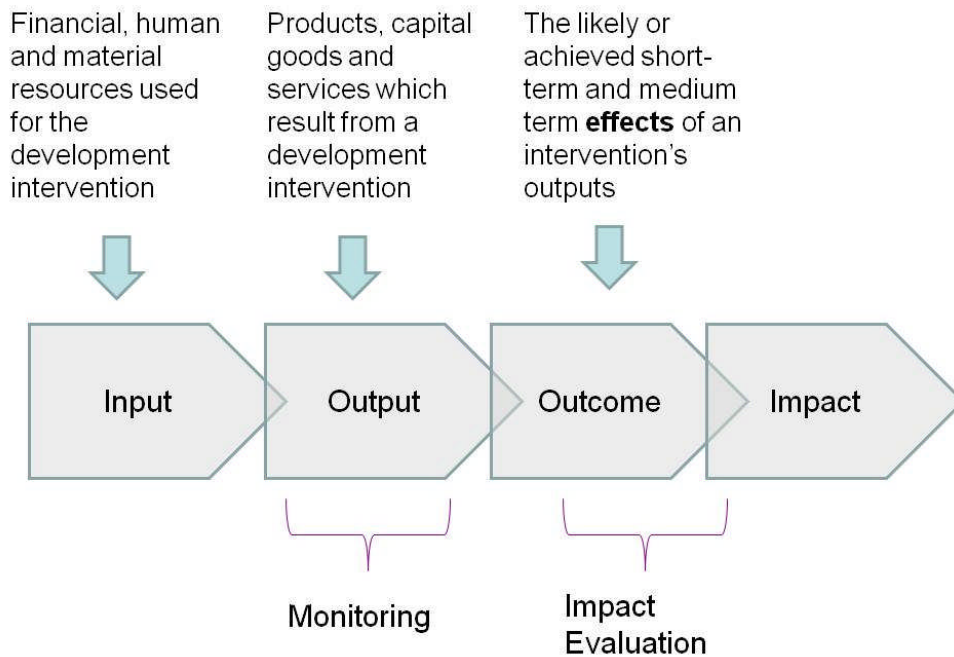 Financial, human
and material
resources used
for the
development
intervention
Products, capital
goods and
services which
result from a
development
intervention
The likely or
achieved short-
term and medium
term effects of an
intervention's
outputs
Input
Output
Outcome
Impact
Monitoring
Impact
Evaluation